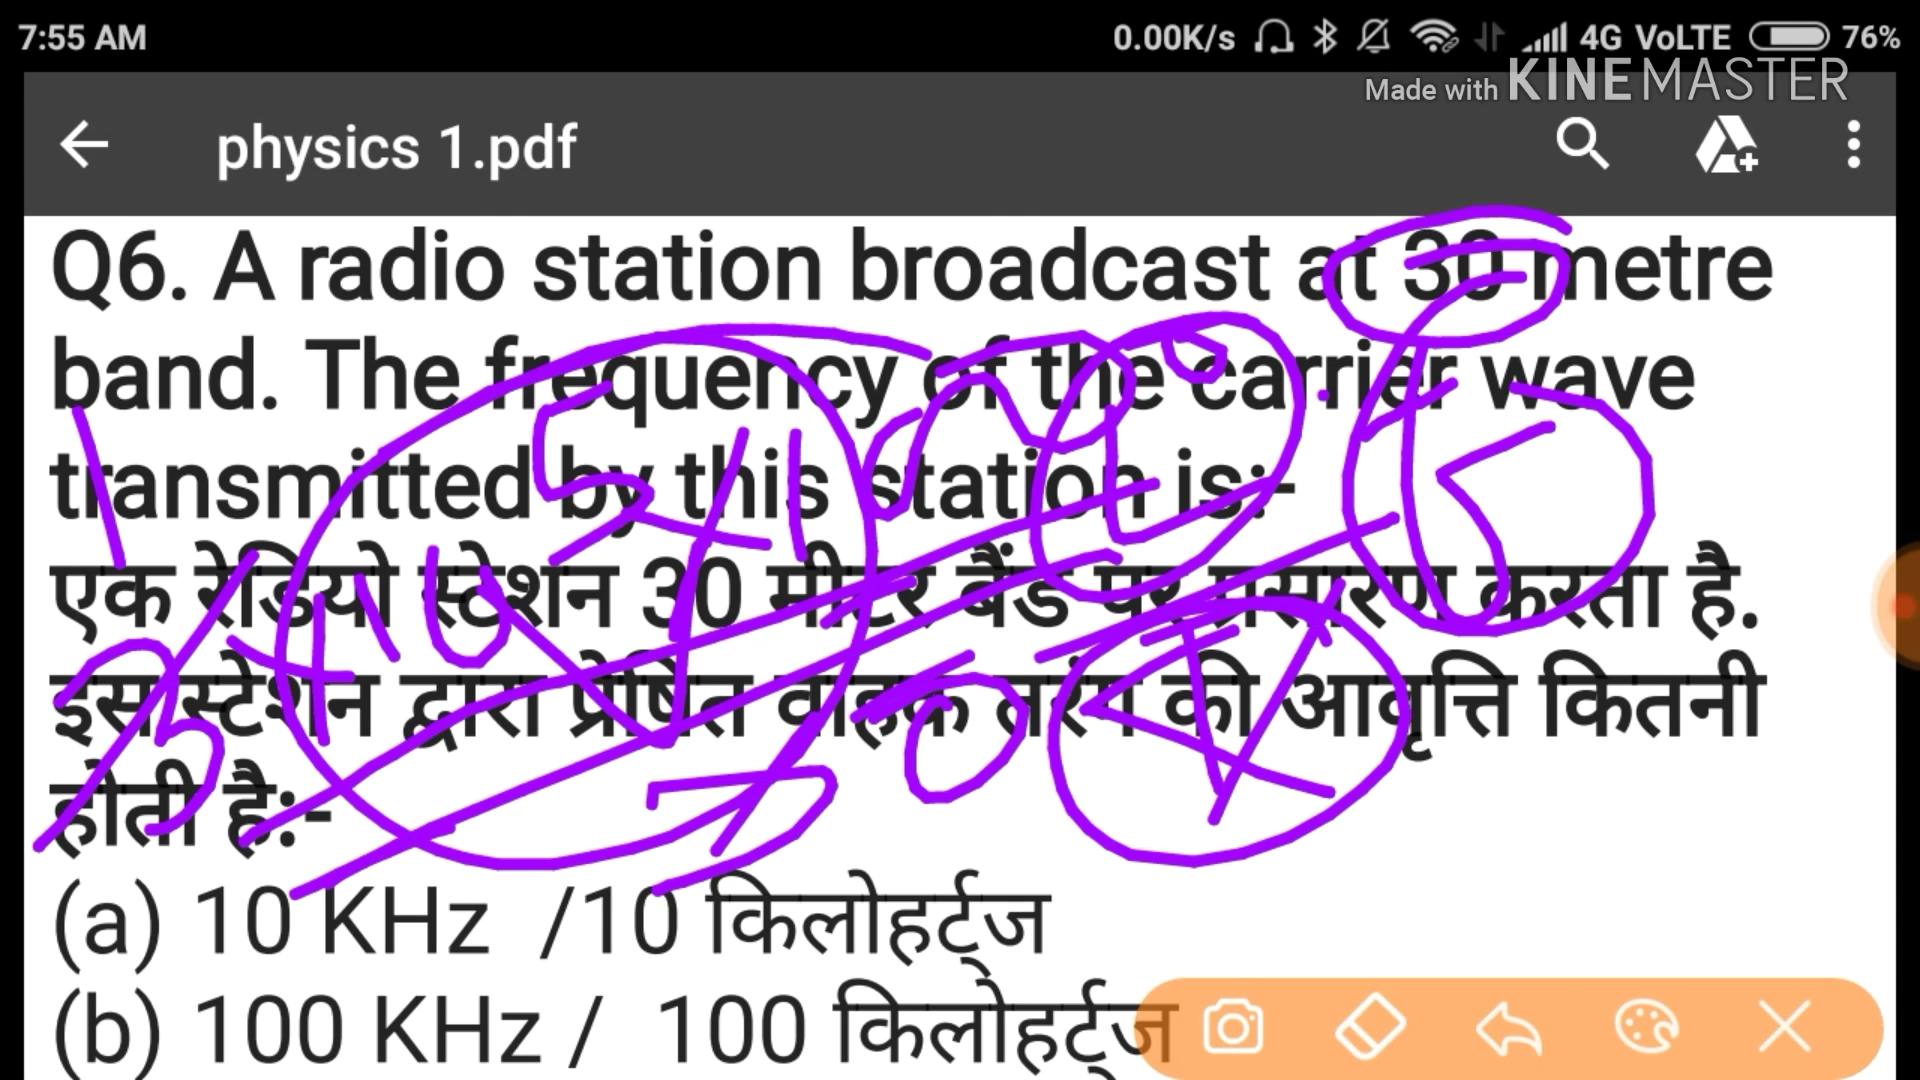 7:55 AM 0.00K/s 4G VoLTE 76%
Made with KINEMASTER
physics 1.pdf
Q6. A radio station broadcast at 30 metre
band. The frequency of the carrier wave
transmitted by this station is:-
एक रेडियो स्टेशन 30 मीटर बैंड पर प्रसारण करता है.
इस स्टेशन द्वारा प्रेषित वाहक तरंग की आवृत्ति कितनी
होती है:-
(a) 10 KHz /10 किलोहर्ट्ज
(b) 100 KHz / 100 किलोहर्ट्ज